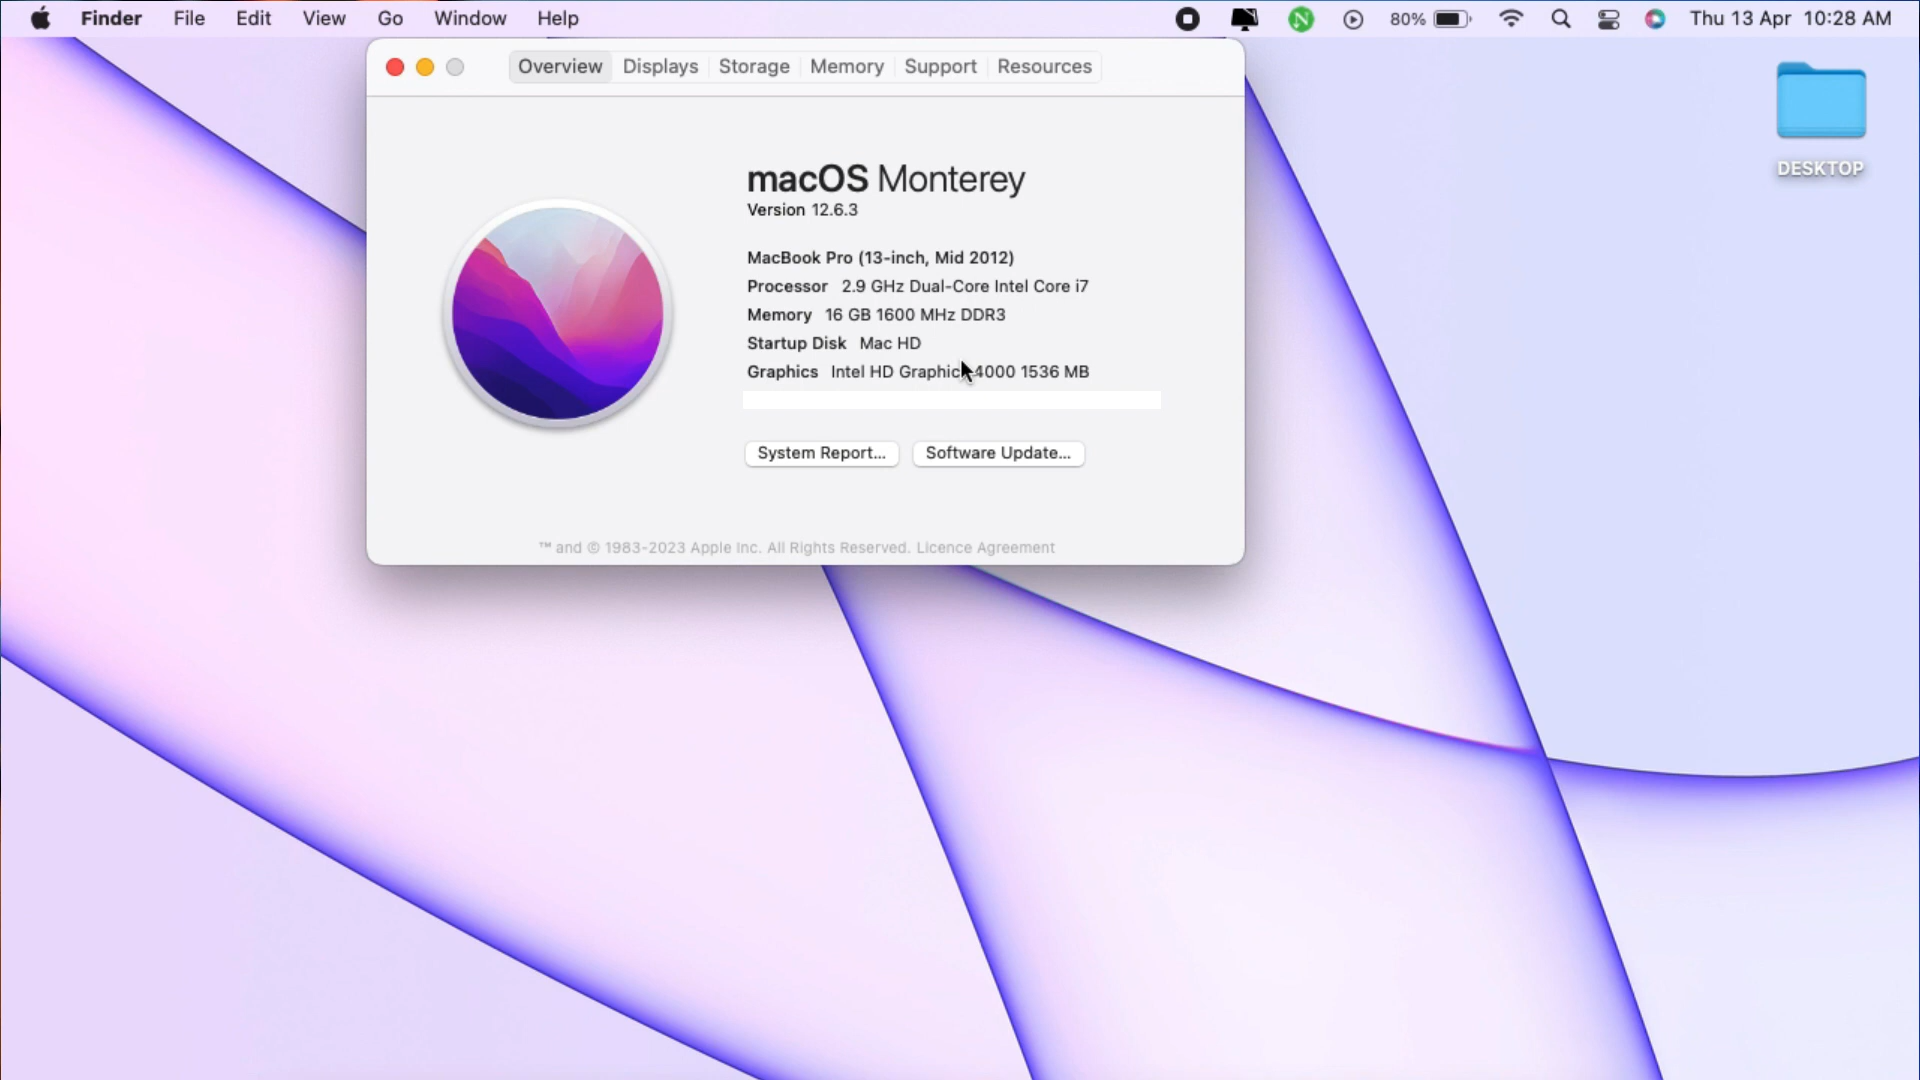 Finder File Edit View Go Window Help N 80% Thu 13 Apr 10:28 AM
Overview Displays Storage Memory Support Resources
DESKTOP
macOS Monterey
Version 12.6.3
MacBook Pro (13-inch, Mid 2012)
Processor 2.9 GHz Dual-Core Intel Core i7
Memory 16 GB 1600 MHz DDR3
Startup Disk Mac HD
Graphics Intel HD Graphics 4000 1536 MB
System Report... Software Update...
™ and © 1983-2023 Apple Inc. All Rights Reserved. Licence Agreement